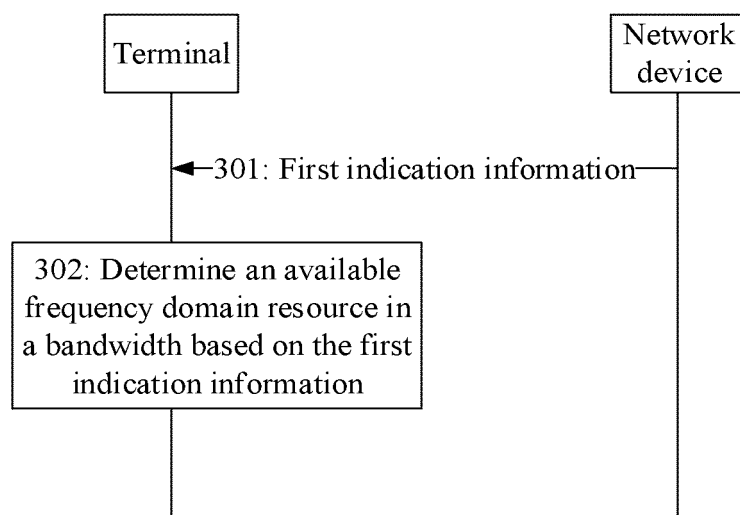 Terminal
Network
device
301: First indication information
302: Determine an available
frequency domain resource in
a bandwidth based on the first
indication information